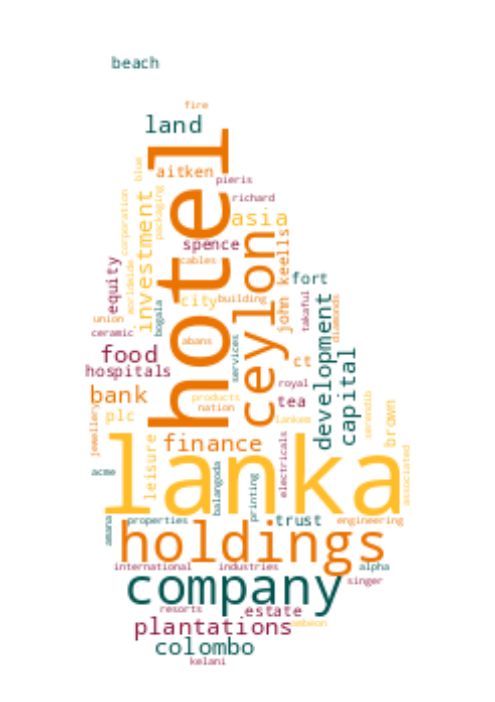 beach
fire
land
hotel
aitken
blue
pieris
richard
packaging
corporation
investment
asia
spence
john keells
ceylon
cables
worldwide
equity
fort
city
building
takaful
diamonds
development
union
bogala
ceramic
abans
services
food
hospitals
ct
capital
royal
bank
products
nation
tea
plc
jewellery
lankem
serendib
brown
finance
leisure
lanka
electricals
associated
acme
balangoda
printing
amana
properties
trust
engineering
holdings
international
industries
alpha
company
singer
resorts
estate
plantations
ambeon
colombo
kelani